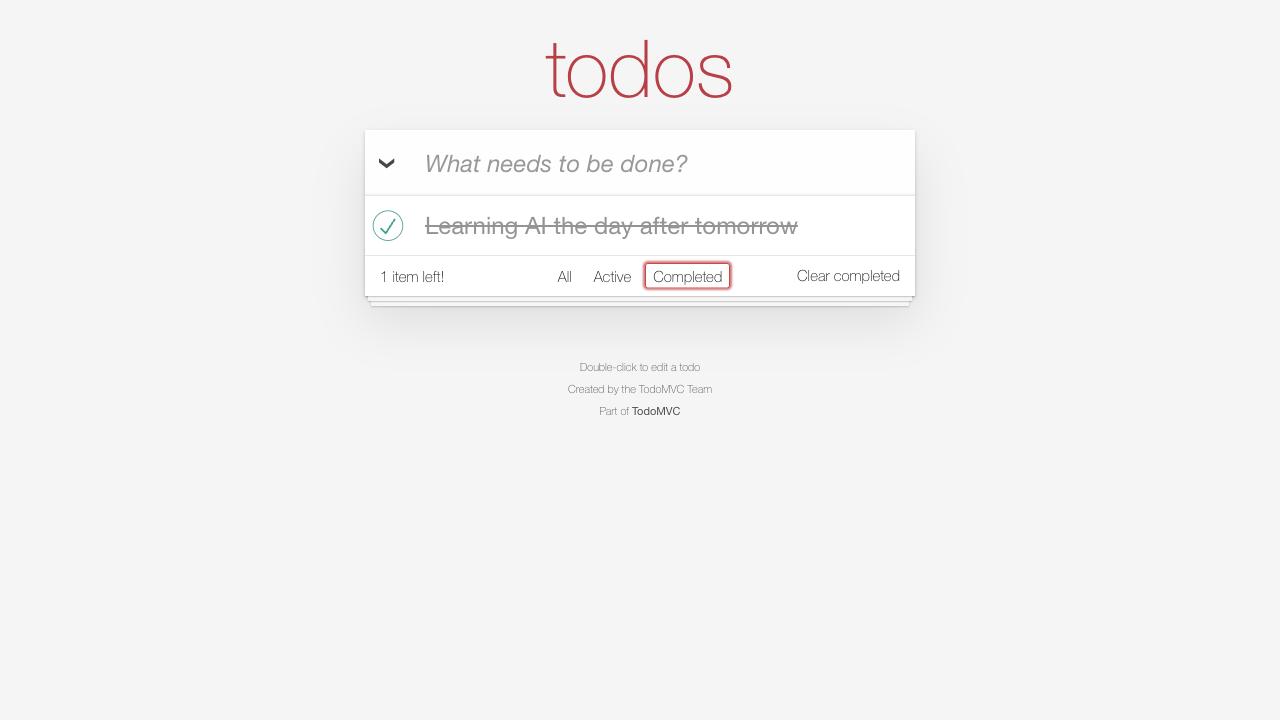 todos
What needs to be done?
Learning AI the day after tomorrow
1 item left!
All
Active
Completed
Clear completed
Double-click to edit a todo
Created by the TodoMVC Team
Part of TodoMVC